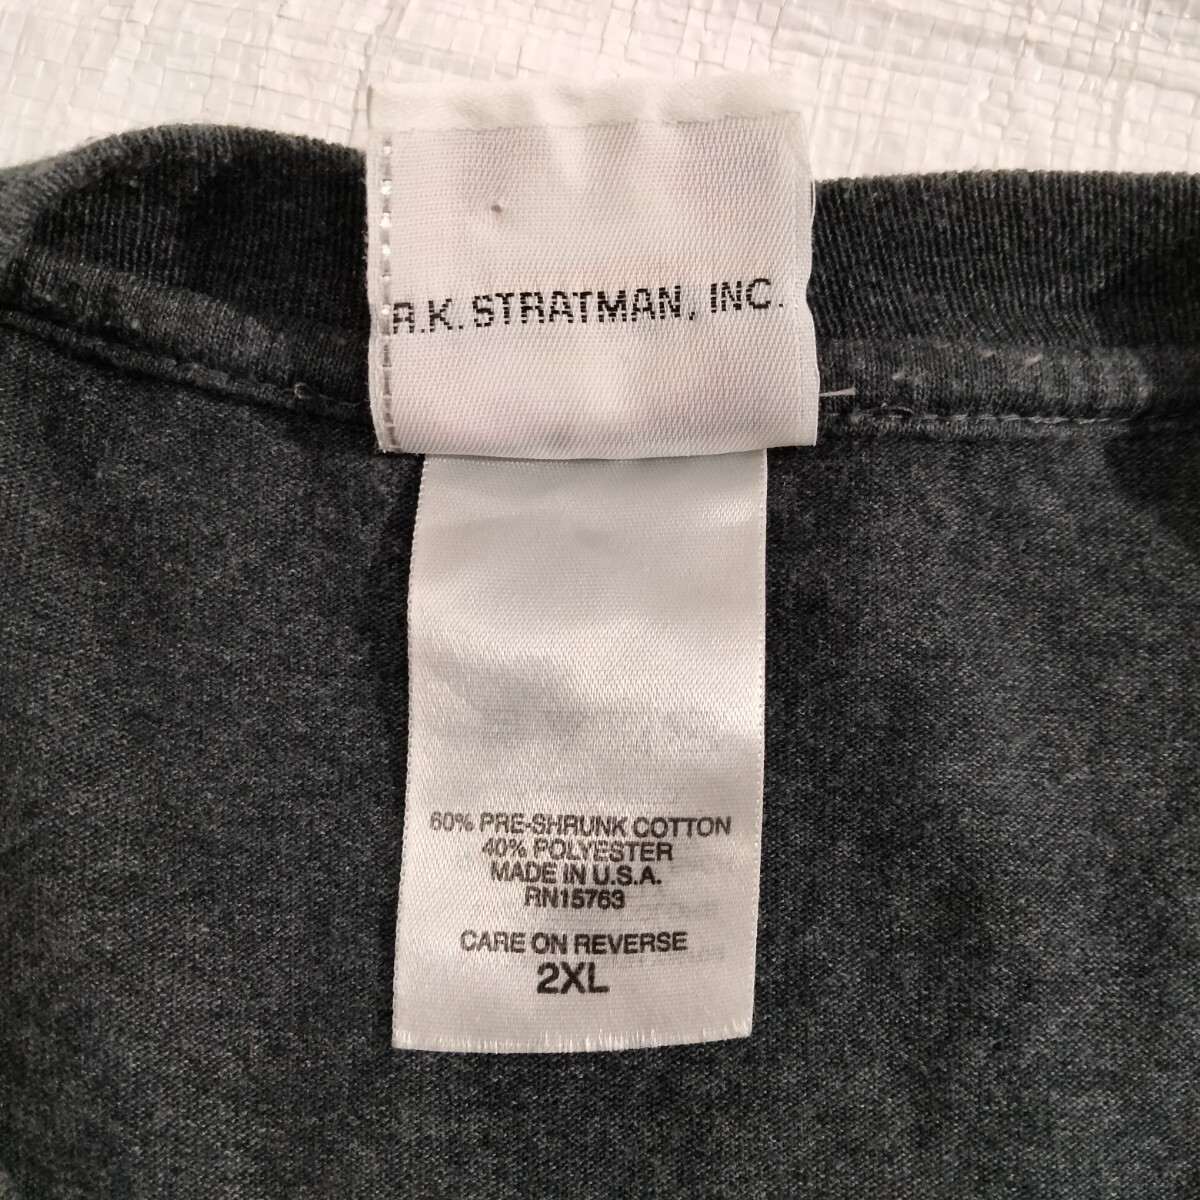 R.K. STRATMAN, INC.
60% PRE-SHRUNK COTTON
40% POLYESTER
MADE IN U.S.A.
RN15763
CARE ON REVERSE
2XL